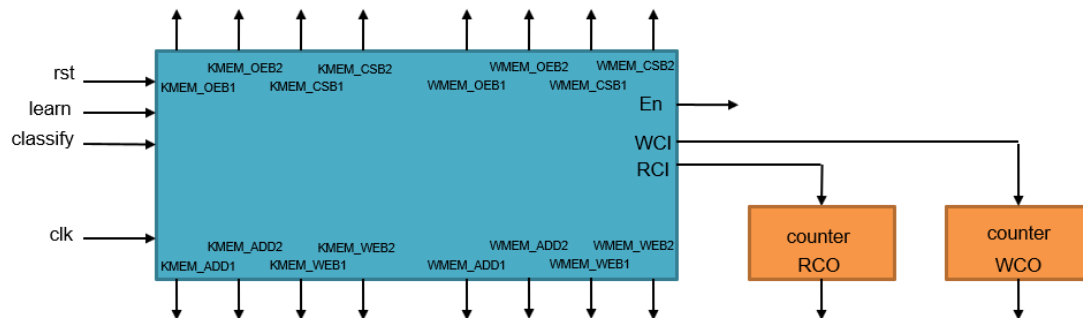 rst
learn
classify
clk
KMEM_OEB1
KMEM_OEB2
KMEM_CSB1
KMEM_CSB2
WMEM_OEB1
WMEM_OEB2
WMEM_CSB1
WMEM_CSB2
En
WCI
RCI
KMEM_ADD1
KMEM_ADD2
KMEM_WEB1
KMEM_WEB2
WMEM_ADD1
WMEM_ADD2
WMEM_WEB1
WMEM_WEB2
counter
RCO
counter
WCO